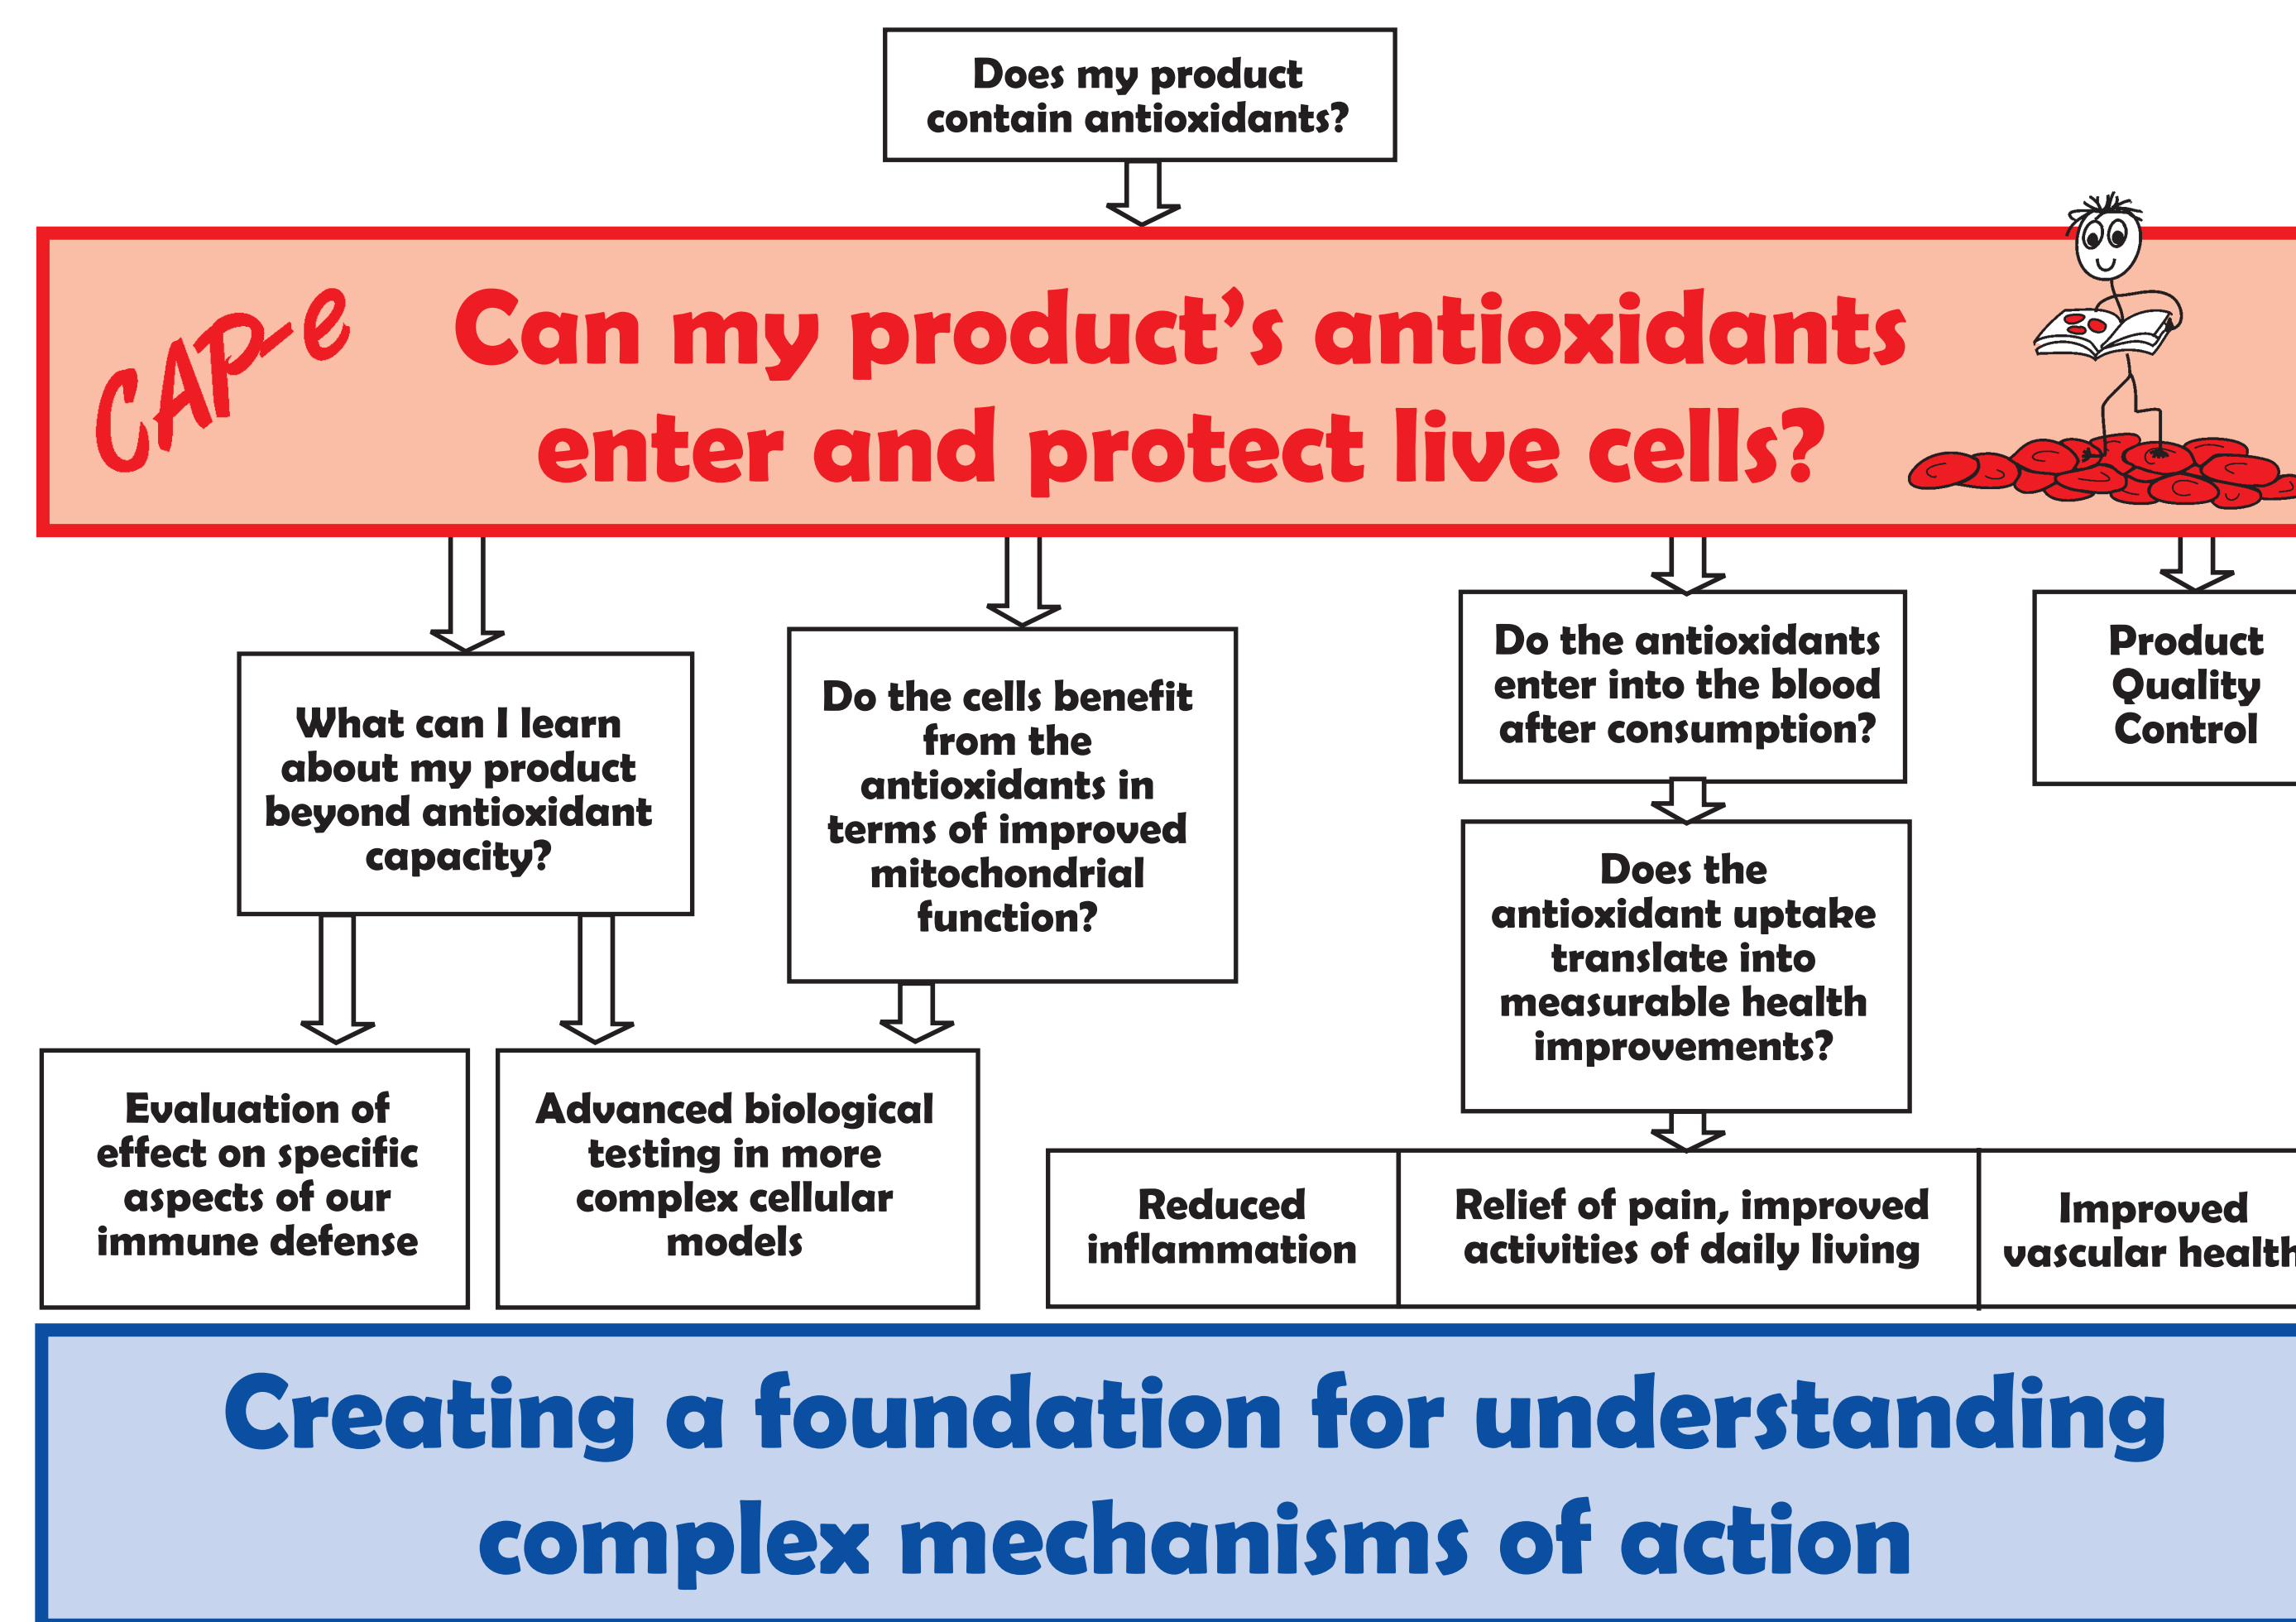 Does my product
contain antioxidants?
CAP-e
Can my product’s antioxidants
enter and protect live cells?
What can I learn
about my product
beyond antioxidant
capacity?
Do the cells benefit
from the
antioxidants in
terms of improved
mitochondrial
function?
Do the antioxidants
enter into the blood
after consumption?
Product
Quality
Control
Does the
antioxidant uptake
translate into
measurable health
improvements?
Evaluation of
effect on specific
aspects of our
immune defense
Advanced biological
testing in more
complex cellular
models
Reduced
inflammation
Relief of pain, improved
activities of daily living
Improved
vascular health
Creating a foundation for understanding
complex mechanisms of action